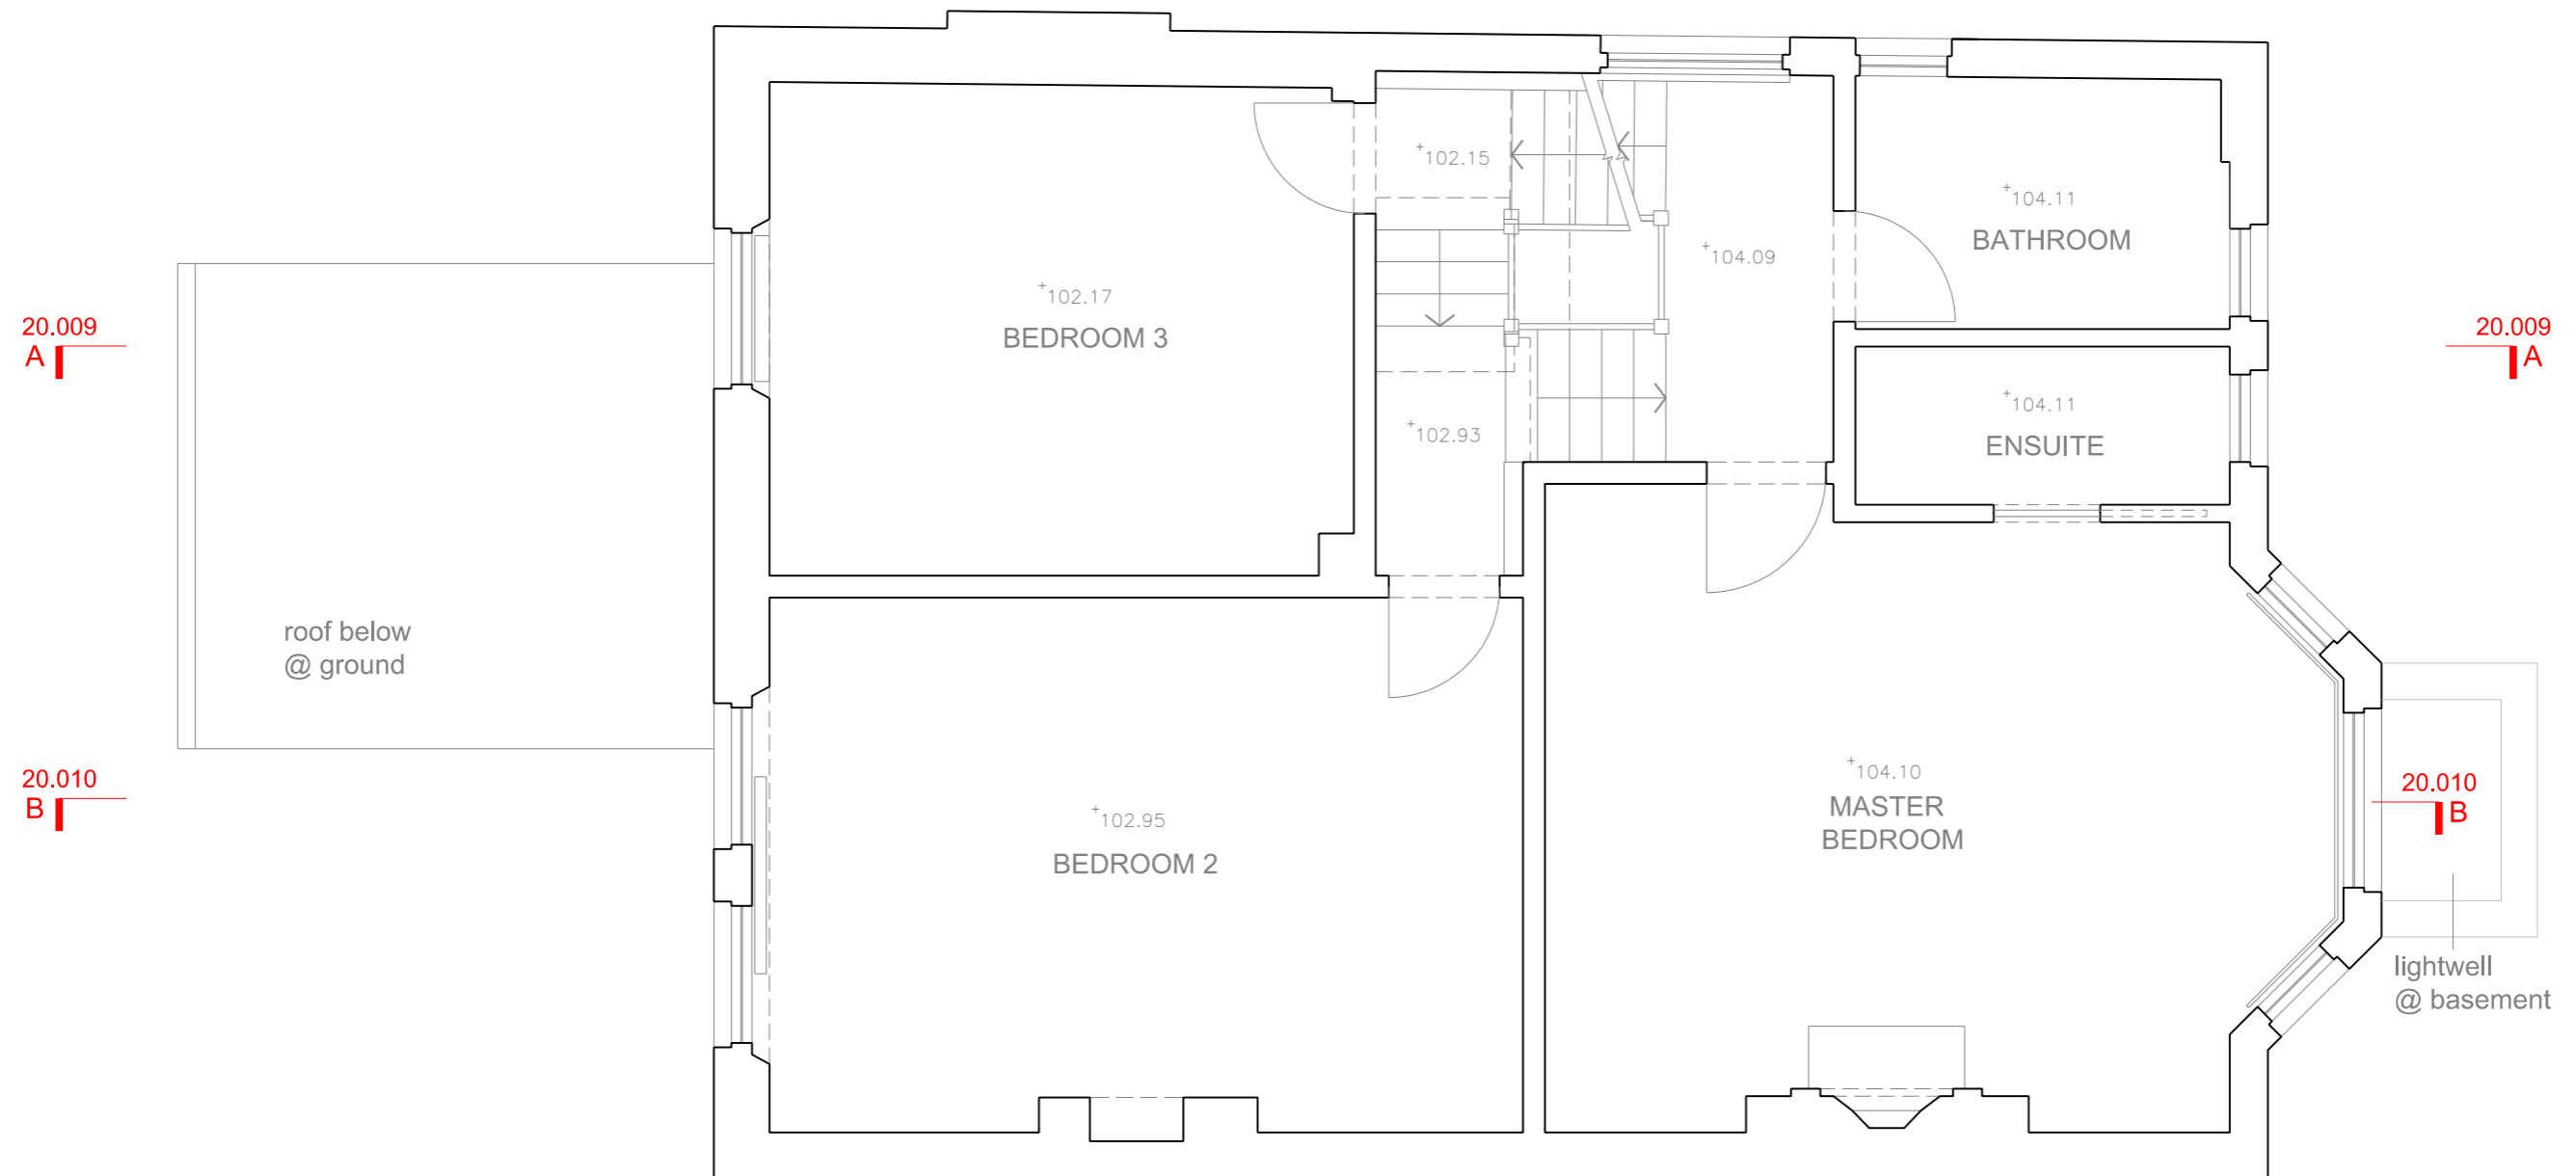 +102.15
+104.11
BATHROOM
+104.09
+102.17
BEDROOM 3
20.009
A
20.009
A
+104.11
ENSUITE
+102.93
roof below
@ ground
20.010
B
+104.10
MASTER
BEDROOM
20.010
B
+102.95
BEDROOM 2
lightwell
@ basement